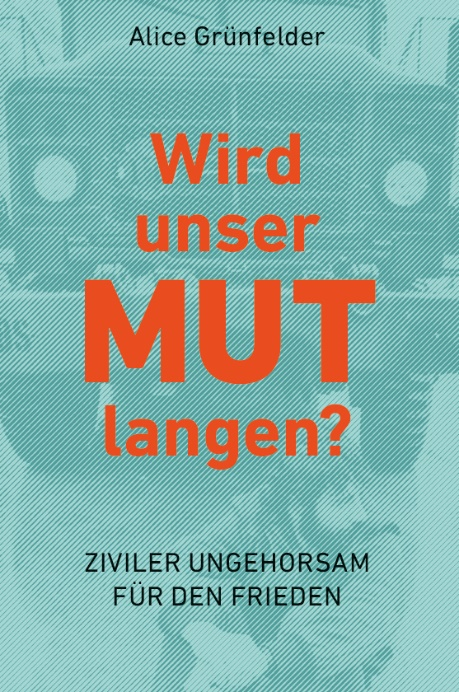 Alice Grünfelder
Wird
unser
MUT
langen?
ZIVILER UNGEHORSAM
FÜR DEN FRIEDEN